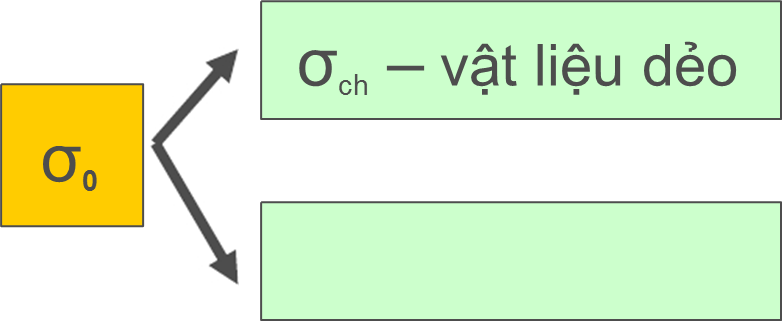 σ0
σch – vật liệu dẻo